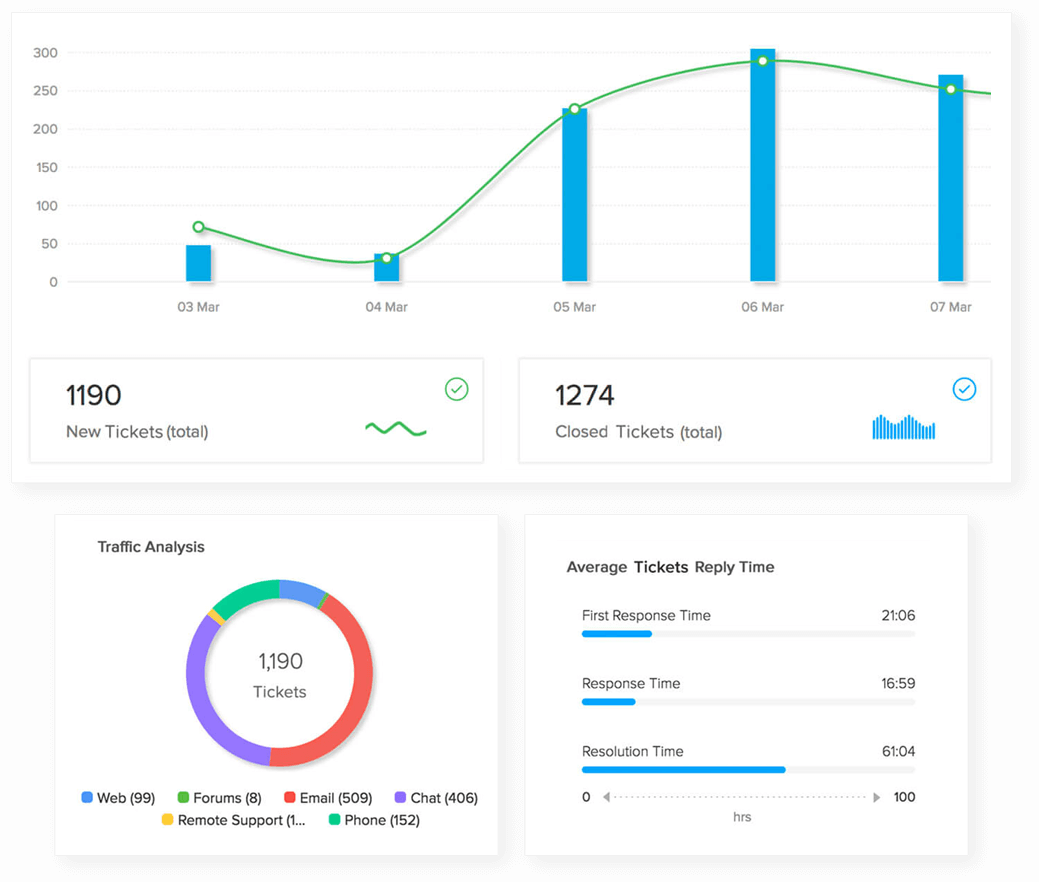 300
250
200
150
100
50
0
03 Mar 04 Mar 05 Mar 06 Mar 07 Mar
1190
New Tickets (total)
1274
Closed Tickets (total)
Traffic Analysis
1,190
Tickets
Web (99) Forums (8) Email (509) Chat (406)
Remote Support (1... Phone (152)
Average Tickets Reply Time
First Response Time 21:06
Response Time 16:59
Resolution Time 61:04
0 100
hrs